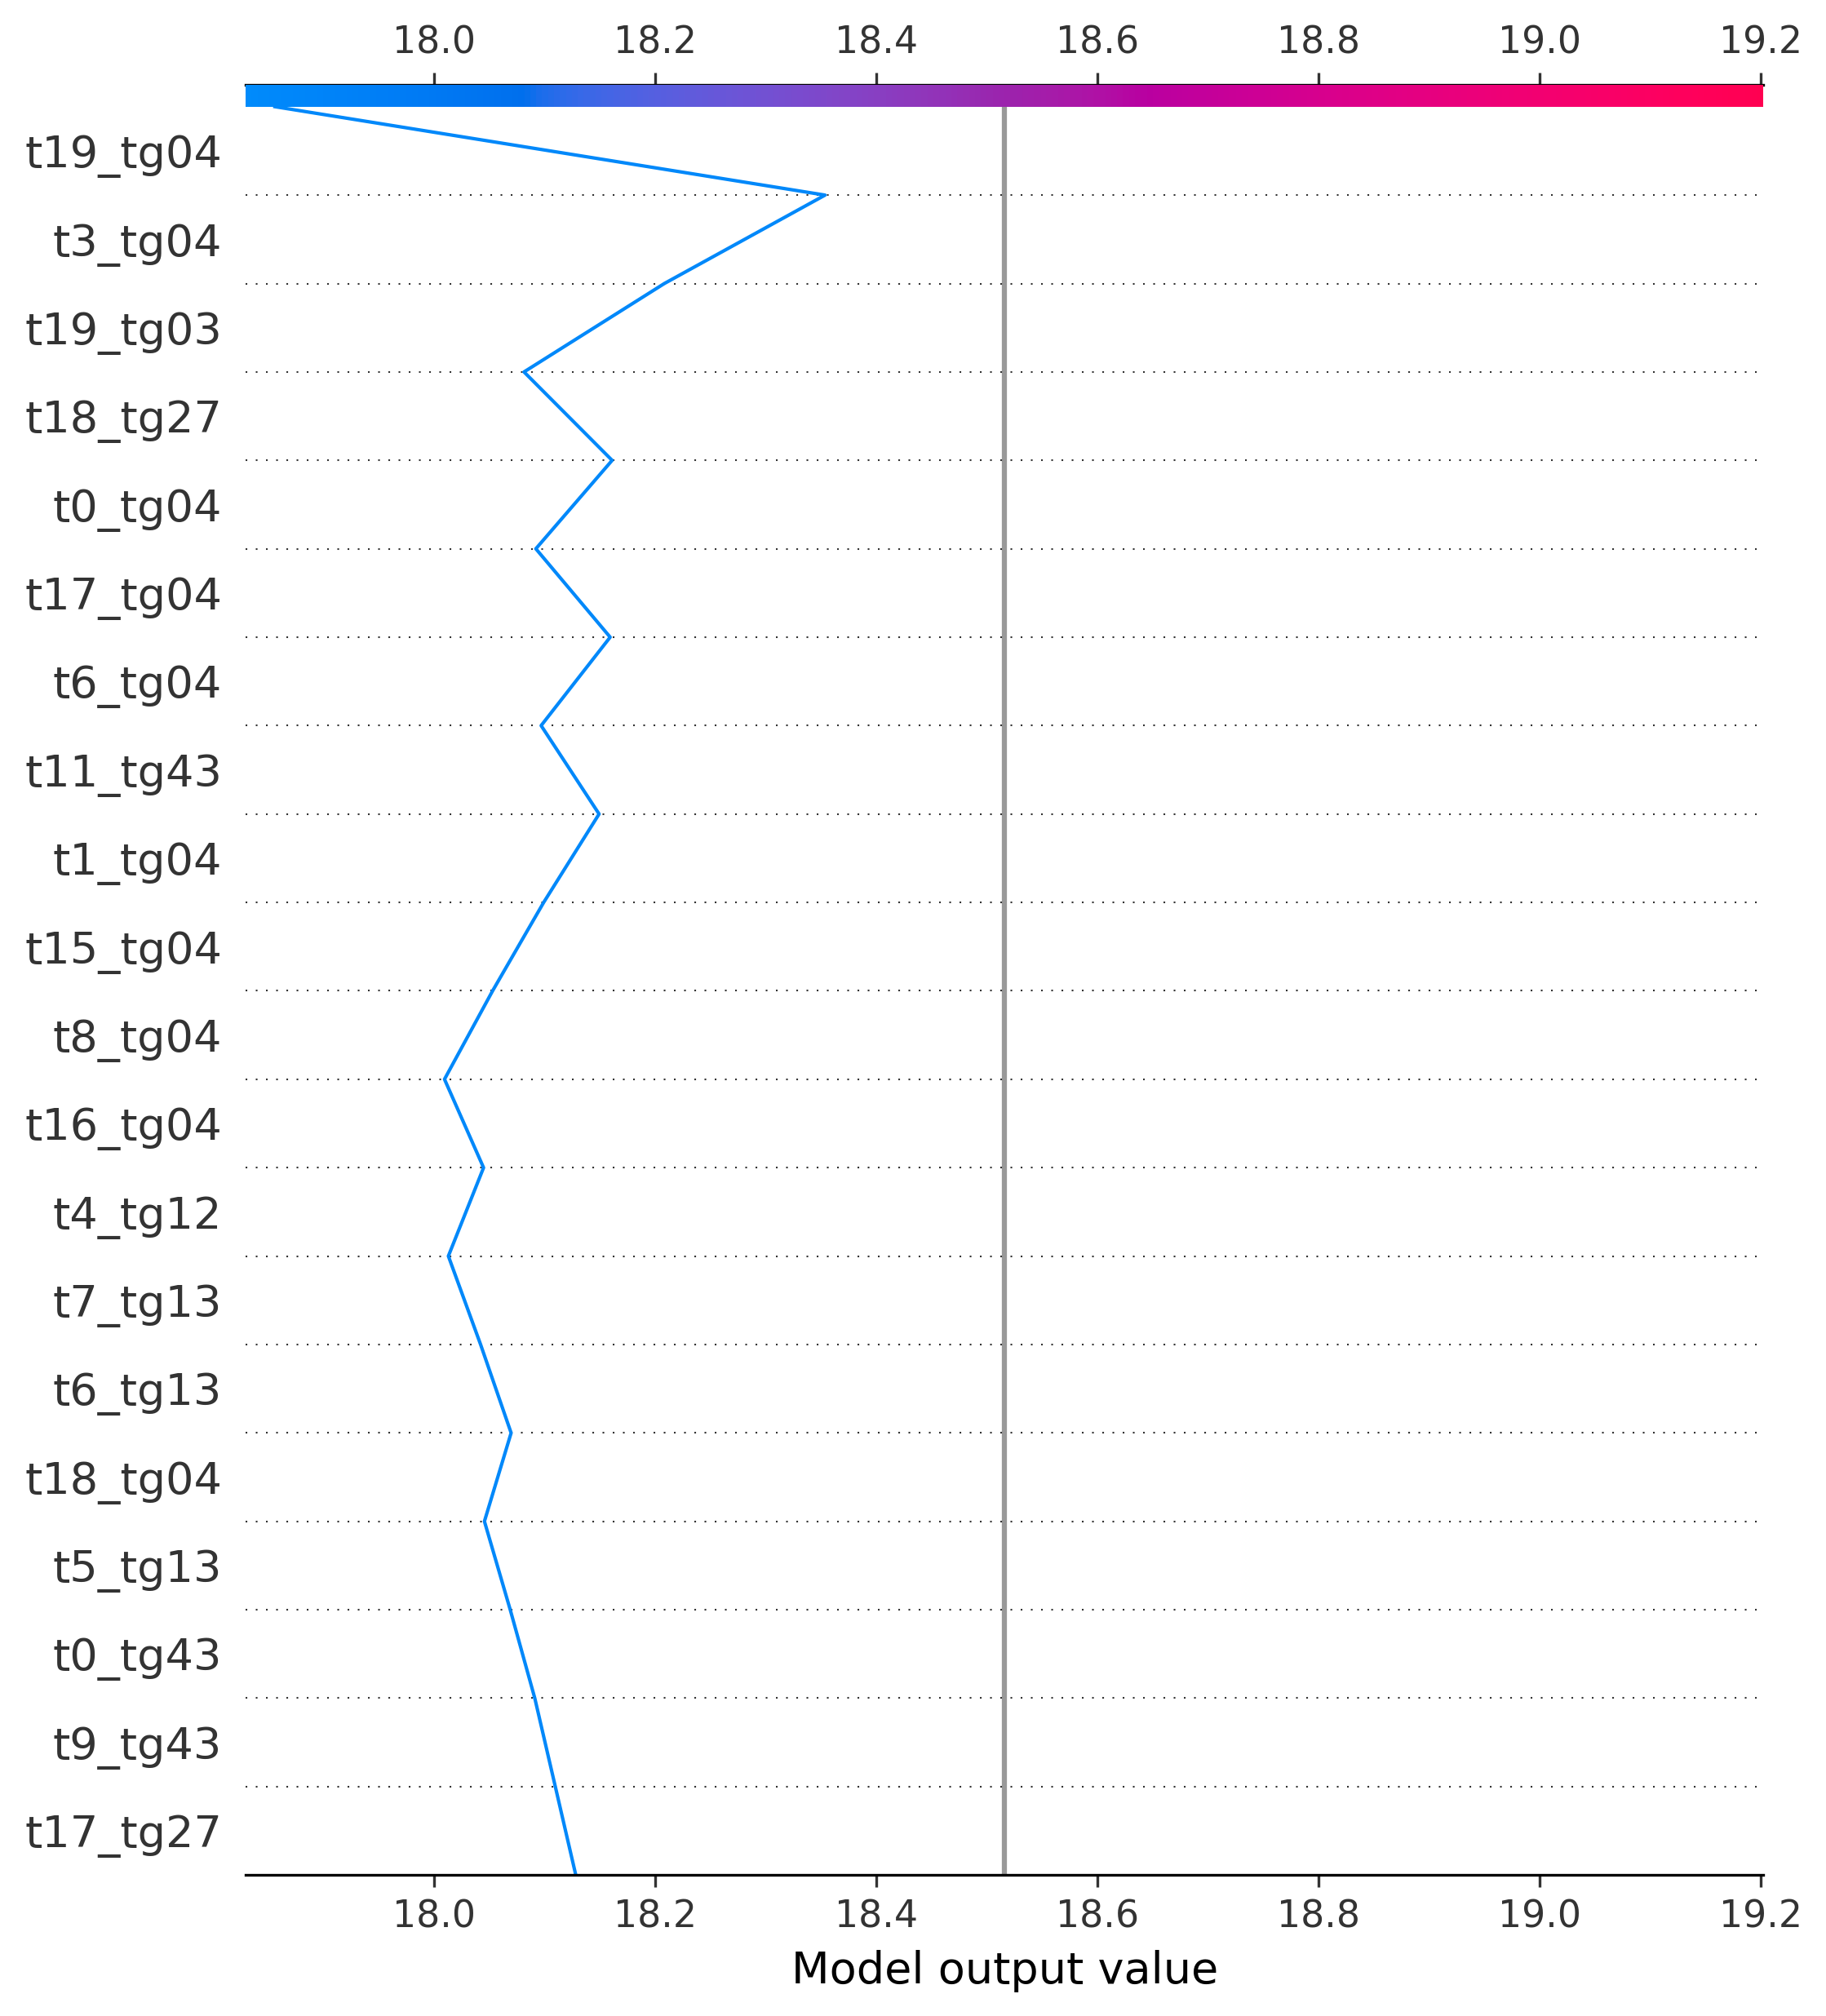 18.0 18.2 18.4 18.6 18.8 19.0 19.2
t19_tg04
t3_tg04
t19_tg03
t18_tg27
t0_tg04
t17_tg04
t6_tg04
t11_tg43
t1_tg04
t15_tg04
t8_tg04
t16_tg04
t4_tg12
t7_tg13
t6_tg13
t18_tg04
t5_tg13
t0_tg43
t9_tg43
t17_tg27
18.0 18.2 18.4 18.6 18.8 19.0 19.2
Model output value